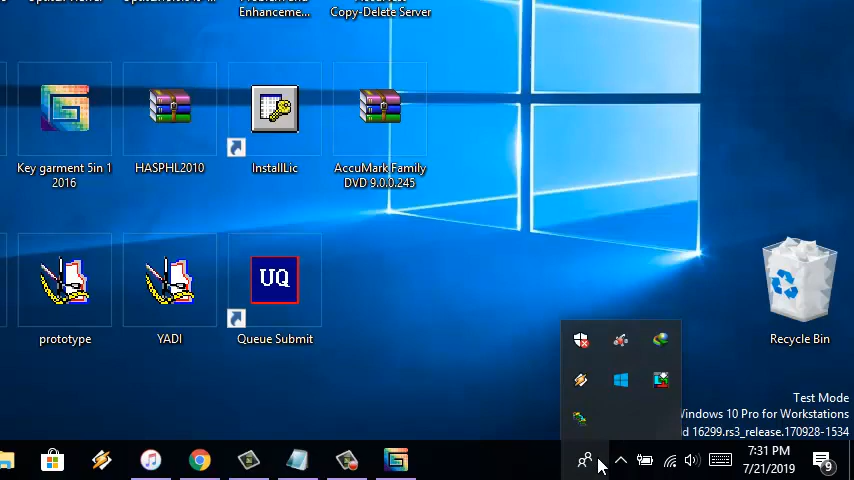 Enhanceme...
Copy-Delete Server
Key garment 5in 1
2016
HASPHL2010
InstallLic
AccuMark Family
DVD 9.0.0.245
prototype
YADI
UQ
Queue Submit
Recycle Bin
Test Mode
Windows 10 Pro for Workstations
ld 16299.rs3_release.170928-1534
7:31 PM
7/21/2019
9